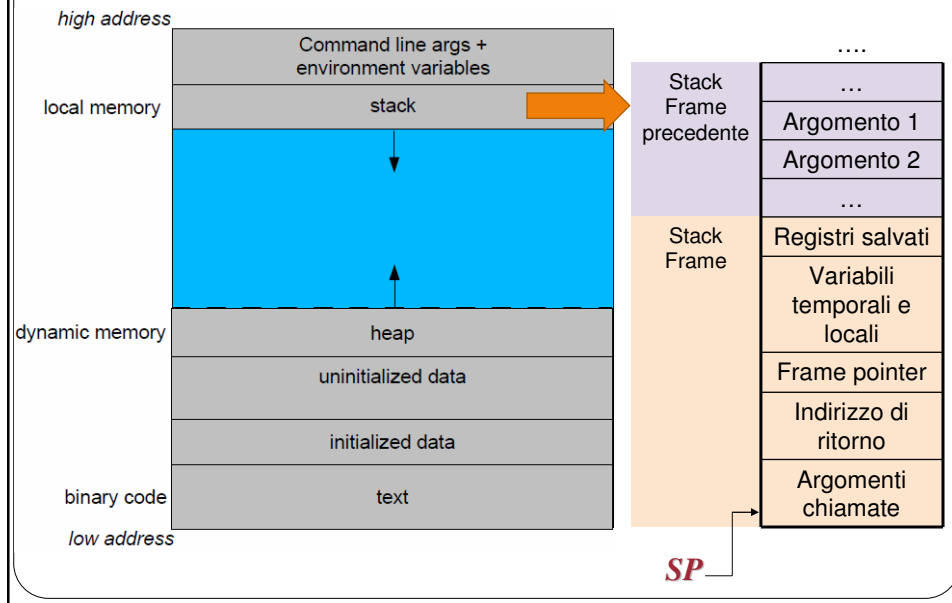 high address
Command line args +
environment variables
local memory
stack
dynamic memory
heap
uninitialized data
initialized data
binary code
text
low address
....
Stack
Frame
precedente
...
Argomento 1
Argomento 2
...
Stack
Frame
Registri salvati
Variabili
temporali e
locali
Frame pointer
Indirizzo di
ritorno
Argomenti
chiamate
SP